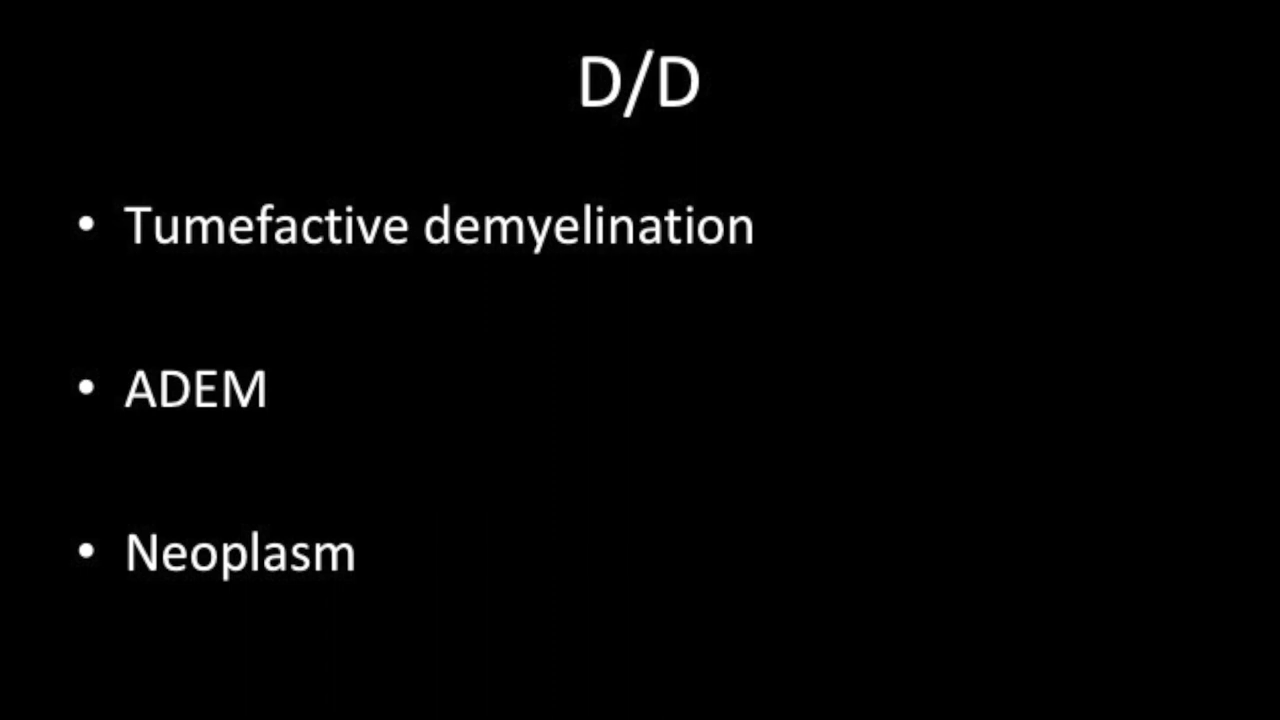 D/D
• Tumefactive demyelination
• ADEM
• Neoplasm